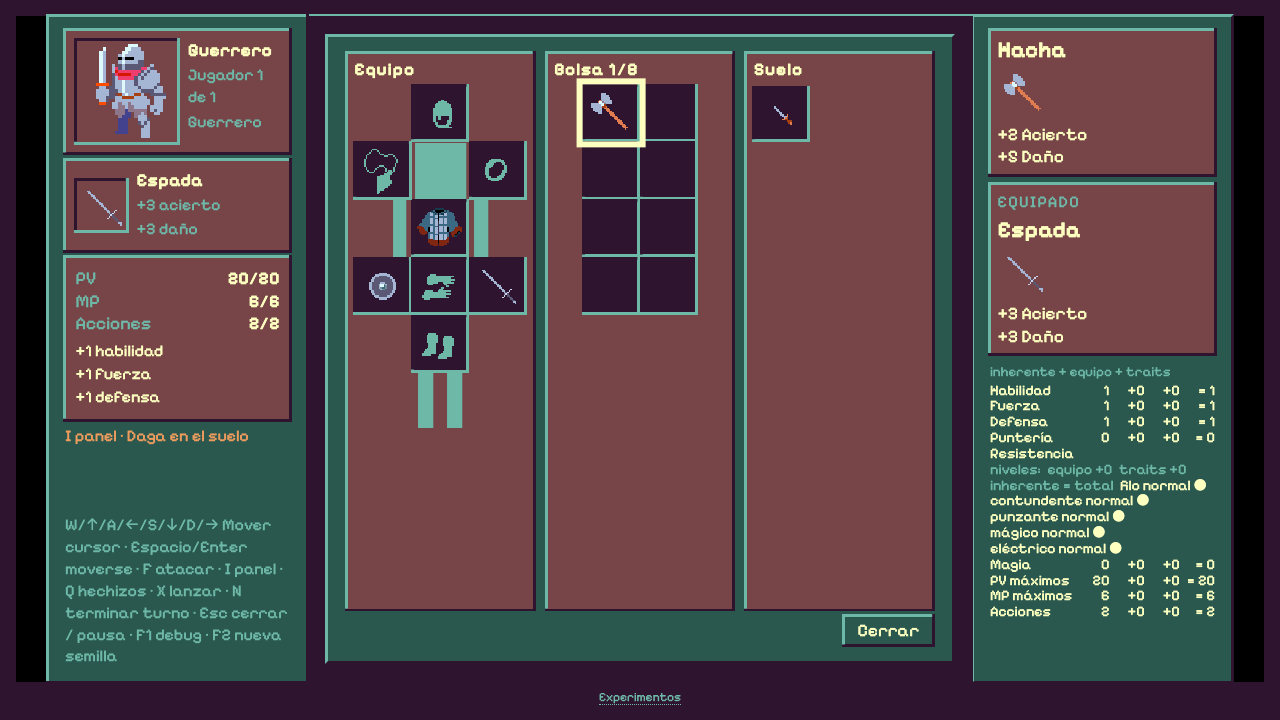 Guerrero
Jugador 1
de 1
Guerrero
Espada
+3 acierto
+3 daño
PV 20/20
MP 6/6
Acciones 2/2
+1 habilidad
+1 fuerza
+1 defensa
I panel · Daga en el suelo
W/↑/A/←/S/↓/D/→ Mover
cursor · Espacio/Enter
moverse · F atacar · I panel ·
Q hechizos · X lanzar · N
terminar turno · Esc cerrar
/ pausa · F1 debug · F2 nueva
semilla
Equipo
Bolsa 1/8
Suelo
Cerrar
Hacha
+2 Acierto
+5 Daño
EQUIPADO
Espada
+3 Acierto
+3 Daño
inherente + equipo + traits
Habilidad 1 +0 +0 = 1
Fuerza 1 +0 +0 = 1
Defensa 1 +0 +0 = 1
Puntería 0 +0 +0 = 0
Resistencia
niveles: equipo +0 traits +0
inherente = total filo normal
contundente normal
punzante normal
mágico normal
eléctrico normal
Magia 0 +0 +0 = 0
PV máximos 20 +0 +0 = 20
MP máximos 6 +0 +0 = 6
Acciones 2 +0 +0 = 2
Experimentos